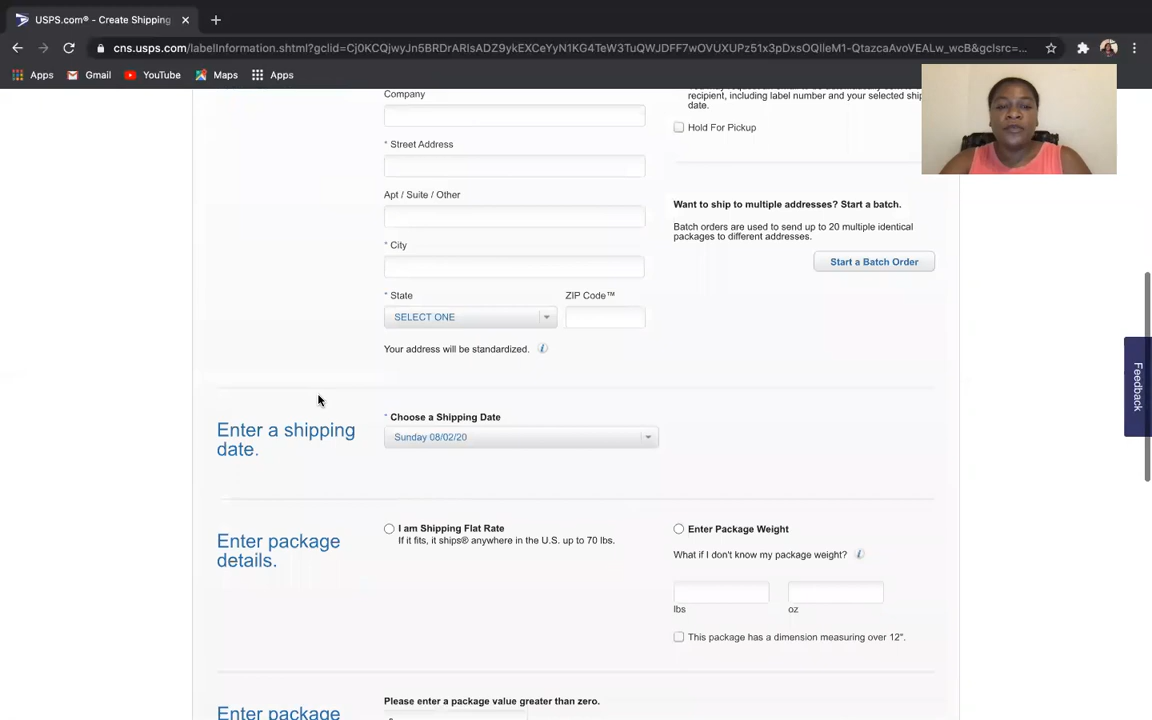 USPS.com® - Create Shipping
cns.usps.com/labelInformation.shtml?gclid=Cj0KCQjwyJn5BRDrARIsADZ9ykEXCeYyN1KG4TeW3TuQWJDFF7wOVUXUPz51x3pDxsOQIleM1-QtazcaAvoVEALw_wcB&gclsrc=...
Apps Gmail YouTube Maps Apps
Company
recipient, including label number and your selected ship
date.
Hold For Pickup
* Street Address
Apt / Suite / Other
* City
* State
ZIP Code™
SELECT ONE
Your address will be standardized.
Want to ship to multiple addresses? Start a batch.
Batch orders are used to send up to 20 multiple identical
packages to different addresses.
Start a Batch Order
Feedback
Enter a shipping
date.
* Choose a Shipping Date
Sunday 08/02/20
Enter package
details.
I am Shipping Flat Rate
If it fits, it ships® anywhere in the U.S. up to 70 lbs.
Enter Package Weight
What if I don't know my package weight?
lbs
oz
This package has a dimension measuring over 12".
Enter package
Please enter a package value greater than zero.